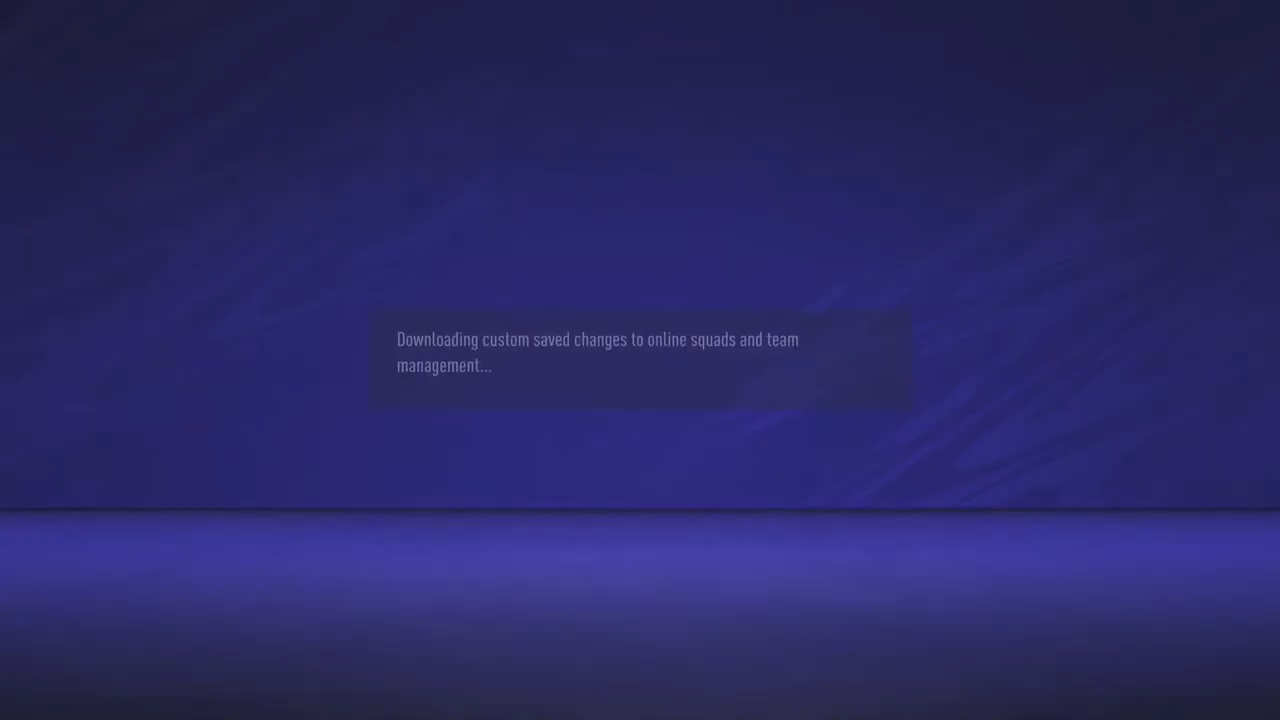 Downloading custom saved changes to online squads and team
management...